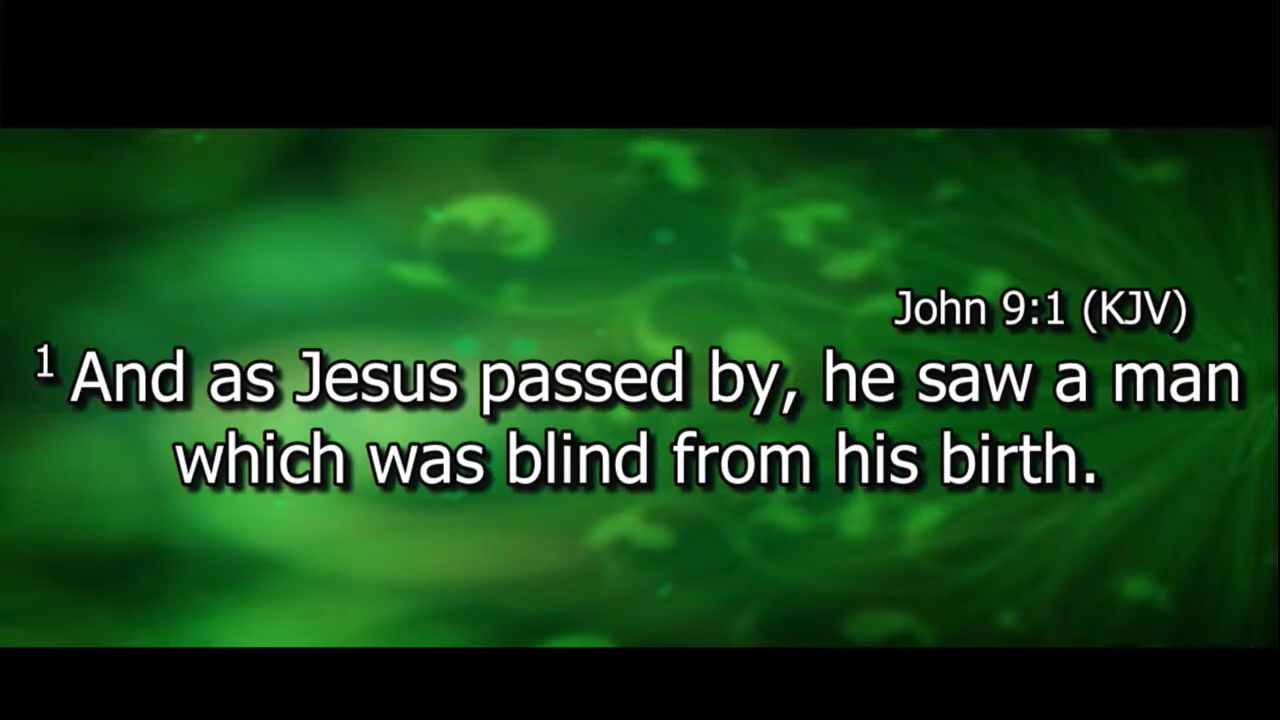 John 9:1 (KJV)
1 And as Jesus passed by, he saw a man
which was blind from his birth.